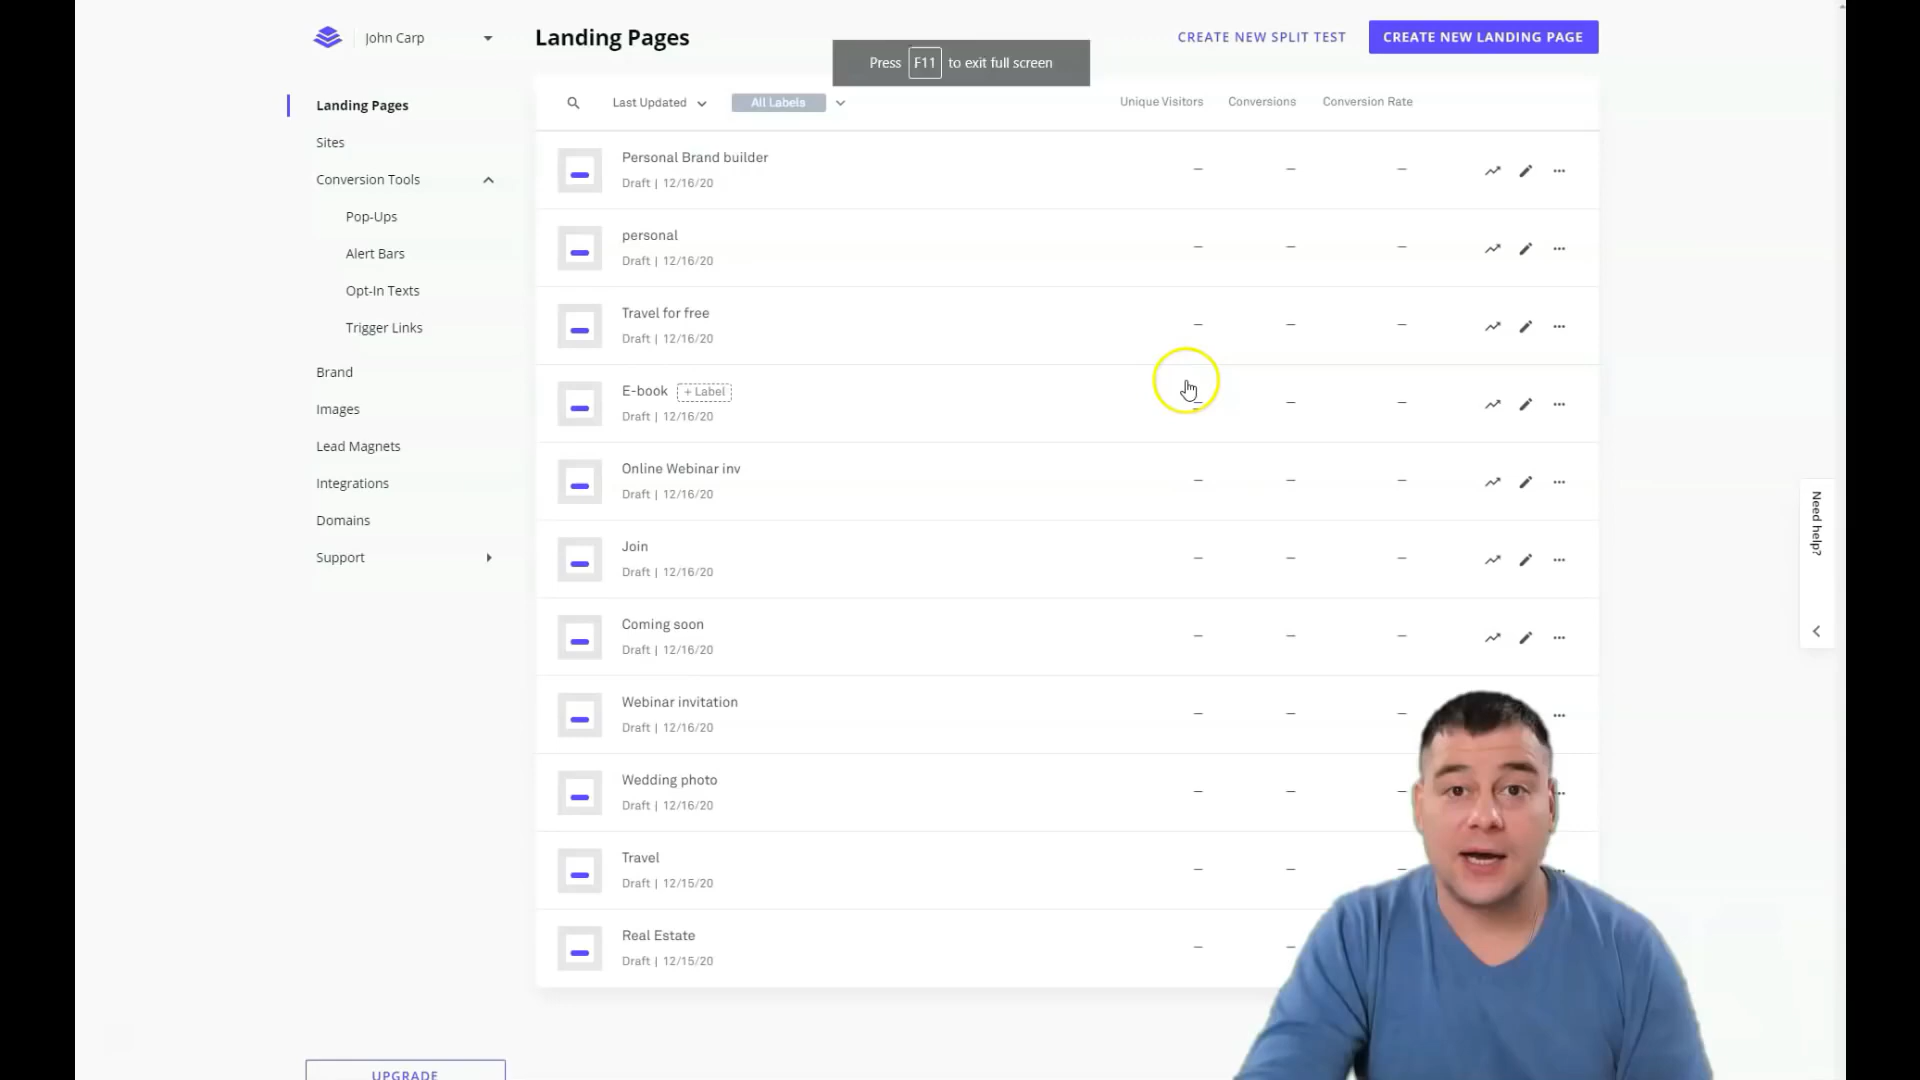 John Carp
Landing Pages
CREATE NEW SPLIT TEST
CREATE NEW LANDING PAGE
Press F11 to exit full screen
Landing Pages
Sites
Conversion Tools
Pop-Ups
Alert Bars
Opt-In Texts
Trigger Links
Brand
Images
Lead Magnets
Integrations
Domains
Support
UPGRADE
Last Updated
All Labels
Unique Visitors
Conversions
Conversion Rate
Personal Brand builder
Draft | 12/16/20
personal
Draft | 12/16/20
Travel for free
Draft | 12/16/20
E-book + Label
Draft | 12/16/20
Online Webinar inv
Draft | 12/16/20
Join
Draft | 12/16/20
Coming soon
Draft | 12/16/20
Webinar invitation
Draft | 12/16/20
Wedding photo
Draft | 12/16/20
Travel
Draft | 12/15/20
Real Estate
Draft | 12/15/20
Need help?